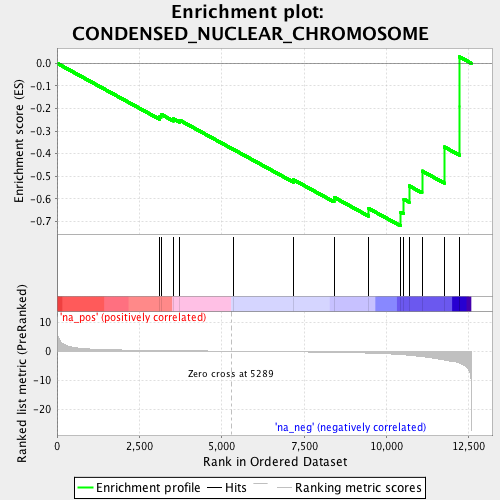 Enrichment plot:
CONDENSED_NUCLEAR_CHROMOSOME
Enrichment score (ES)
0.0
-0.1
-0.2
-0.3
-0.4
-0.5
-0.6
-0.7
'na_pos' (positively correlated)
Ranked list metric (PreRanked)
10
5
0
-5
-10
-15
-20
Zero cross at 5289
'na_neg' (negatively correlated)
0
2,500
5,000
7,500
10,000
12,500
Rank in Ordered Dataset
Enrichment profile
Hits
Ranking metric scores